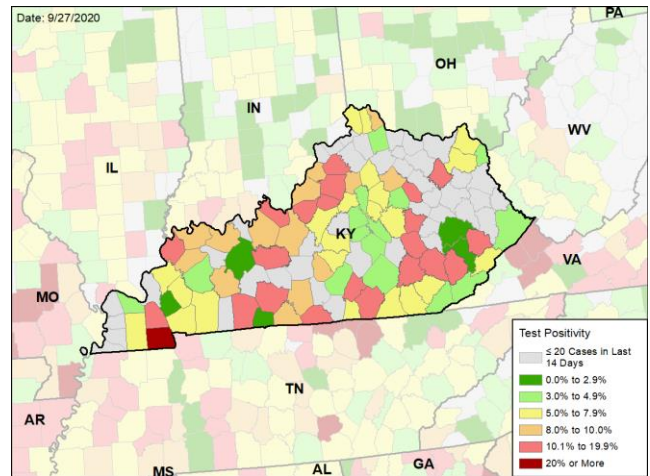 Date: 9/27/2020
PA
OH
IN
WV
IL
KY
VA
MO
TN
AR
MS
AL
GA
Test Positivity
≤ 20 Cases in Last
14 Days
0.0% to 2.9%
3.0% to 4.9%
5.0% to 7.9%
8.0% to 10.0%
10.1% to 19.9%
20% or More